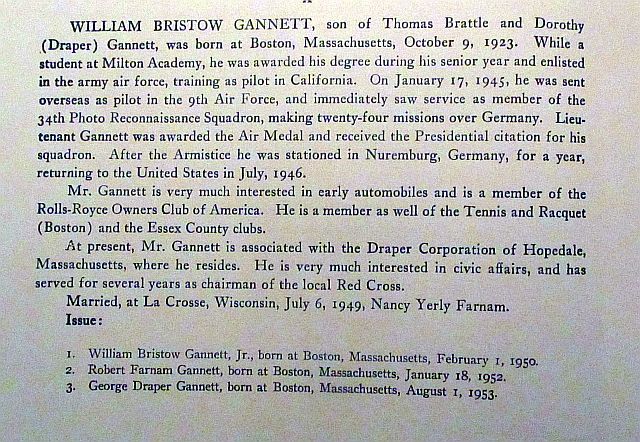 WILLIAM BRISTOW GANNETT, son of Thomas Brattle and Dorothy
(Draper) Gannett, was born at Boston, Massachusetts, October 9, 1923. While a
student at Milton Academy, he was awarded his degree during his senior year and enlisted
in the army air force, training as pilot in California. On January 17, 1945, he was sent
overseas as pilot in the 9th Air Force, and immediately saw service as member of the
34th Photo Reconnaissance Squadron, making twenty-four missions over Germany. Lieu-
tenant Gannett was awarded the Air Medal and received the Presidential citation for his
squadron. After the Armistice he was stationed in Nuremburg, Germany, for a year,
returning to the United States in July, 1946.
Mr. Gannett is very much interested in early automobiles and is a member of the
Rolls-Royce Owners Club of America. He is a member as well of the Tennis and Racquet
(Boston) and the Essex County clubs.
At present, Mr. Gannett is associated with the Draper Corporation of Hopedale,
Massachusetts, where he resides. He is very much interested in civic affairs, and has
served for several years as chairman of the local Red Cross.
Married, at La Crosse, Wisconsin, July 6, 1949, Nancy Yerly Farnam.
Issue:
1. William Bristow Gannett, Jr., born at Boston, Massachusetts, February 1, 1950.
2. Robert Farnam Gannett, born at Boston, Massachusetts, January 18, 1952.
3. George Draper Gannett, born at Boston, Massachusetts, August 1, 1953.